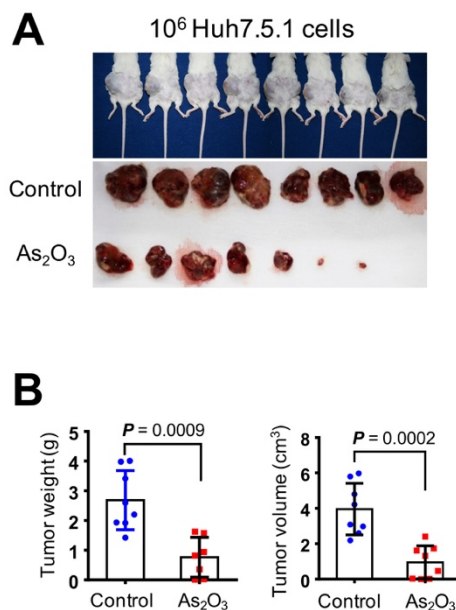 A
10⁶ Huh7.5.1 cells
Control
As₂O₃
B
P = 0.0009
Tumor weight (g)
5
4
3
2
1
0
Control
As₂O₃
P = 0.0002
Tumor volume (cm³)
8
6
4
2
0
Control
As₂O₃